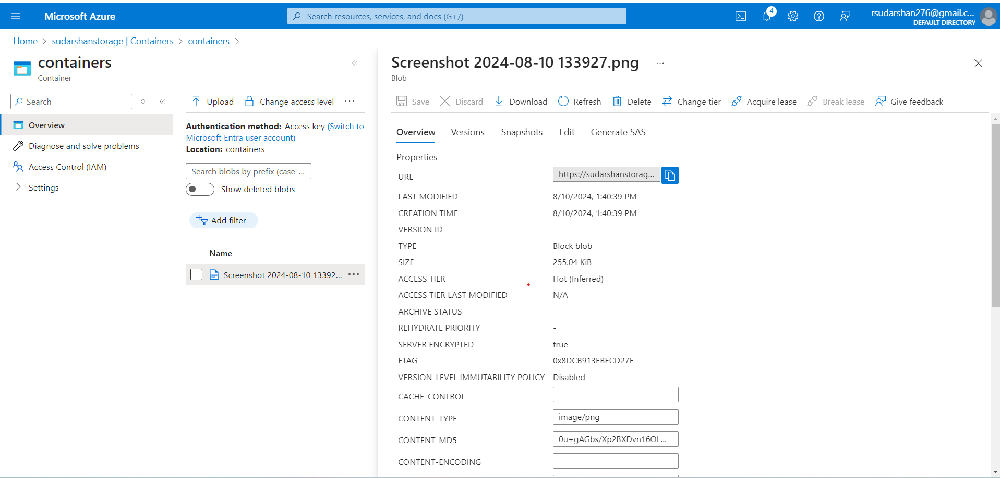 Microsoft Azure
Search resources, services, and docs (G+/)
4
rsudarshan276@gmail.c...
DEFAULT DIRECTORY
Home > sudarshanstorage | Containers > containers >
containers
Container
«
Search
«
Overview
Diagnose and solve problems
Access Control (IAM)
Settings
Upload Change access level ...
Authentication method: Access key (Switch to
Microsoft Entra user account)
Location: containers
Search blobs by prefix (case-...
Show deleted blobs
Add filter
Name
Screenshot 2024-08-10 13392... ...
Screenshot 2024-08-10 133927.png ...
Blob
Save Discard Download Refresh Delete Change tier Acquire lease Break lease Give feedback
Overview Versions Snapshots Edit Generate SAS
Properties
URL https://sudarshanstorag...
LAST MODIFIED 8/10/2024, 1:40:39 PM
CREATION TIME 8/10/2024, 1:40:39 PM
VERSION ID -
TYPE Block blob
SIZE 255.04 KiB
ACCESS TIER Hot (Inferred)
ACCESS TIER LAST MODIFIED N/A
ARCHIVE STATUS -
REHYDRATE PRIORITY -
SERVER ENCRYPTED true
ETAG 0x8DCB913EBECD27E
VERSION-LEVEL IMMUTABILITY POLICY Disabled
CACHE-CONTROL
CONTENT-TYPE image/png
CONTENT-MD5 0u+gAGbs/Xp2BXDvn16OL...
CONTENT-ENCODING